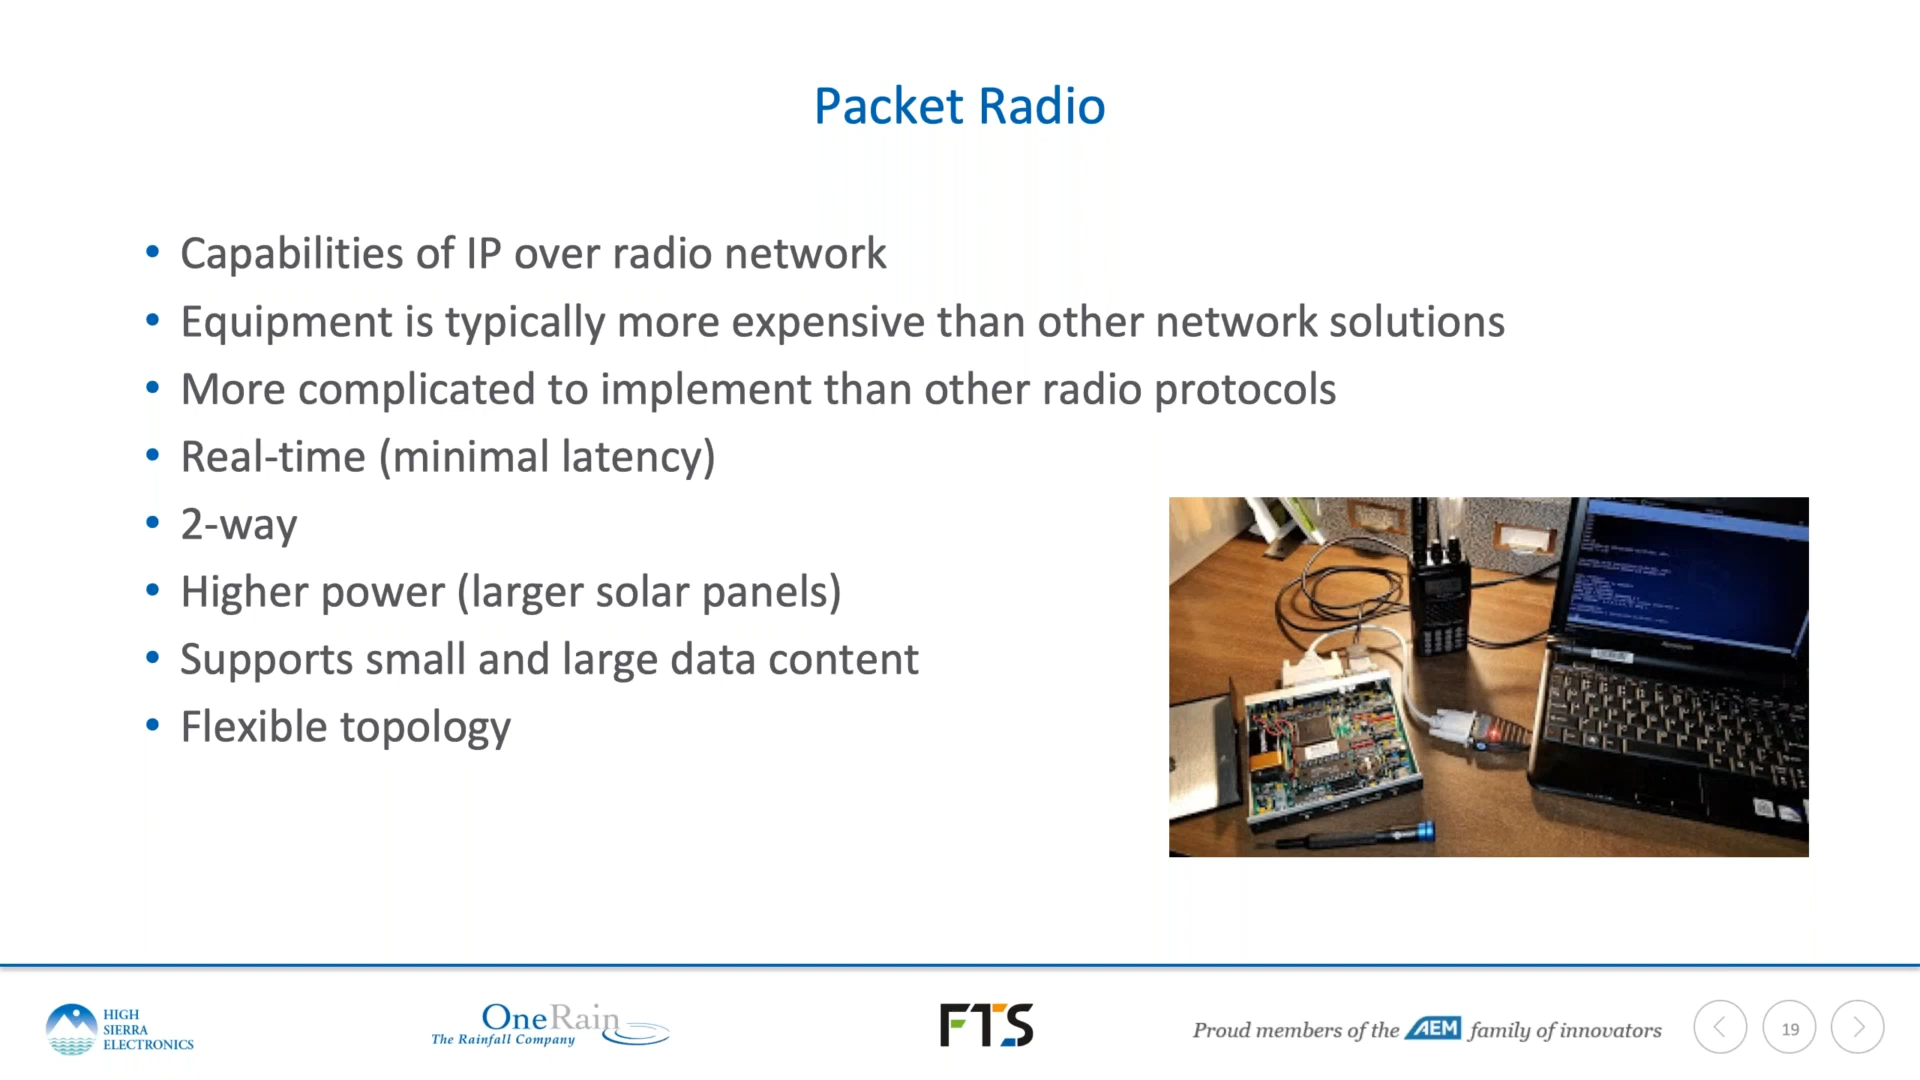 Packet Radio
• Capabilities of IP over radio network
• Equipment is typically more expensive than other network solutions
• More complicated to implement than other radio protocols
• Real-time (minimal latency)
• 2-way
• Higher power (larger solar panels)
• Supports small and large data content
• Flexible topology
HIGH
SIERRA
ELECTRONICS
OneRain
The Rainfall Company
FTS
Proud members of the AEM family of innovators
19